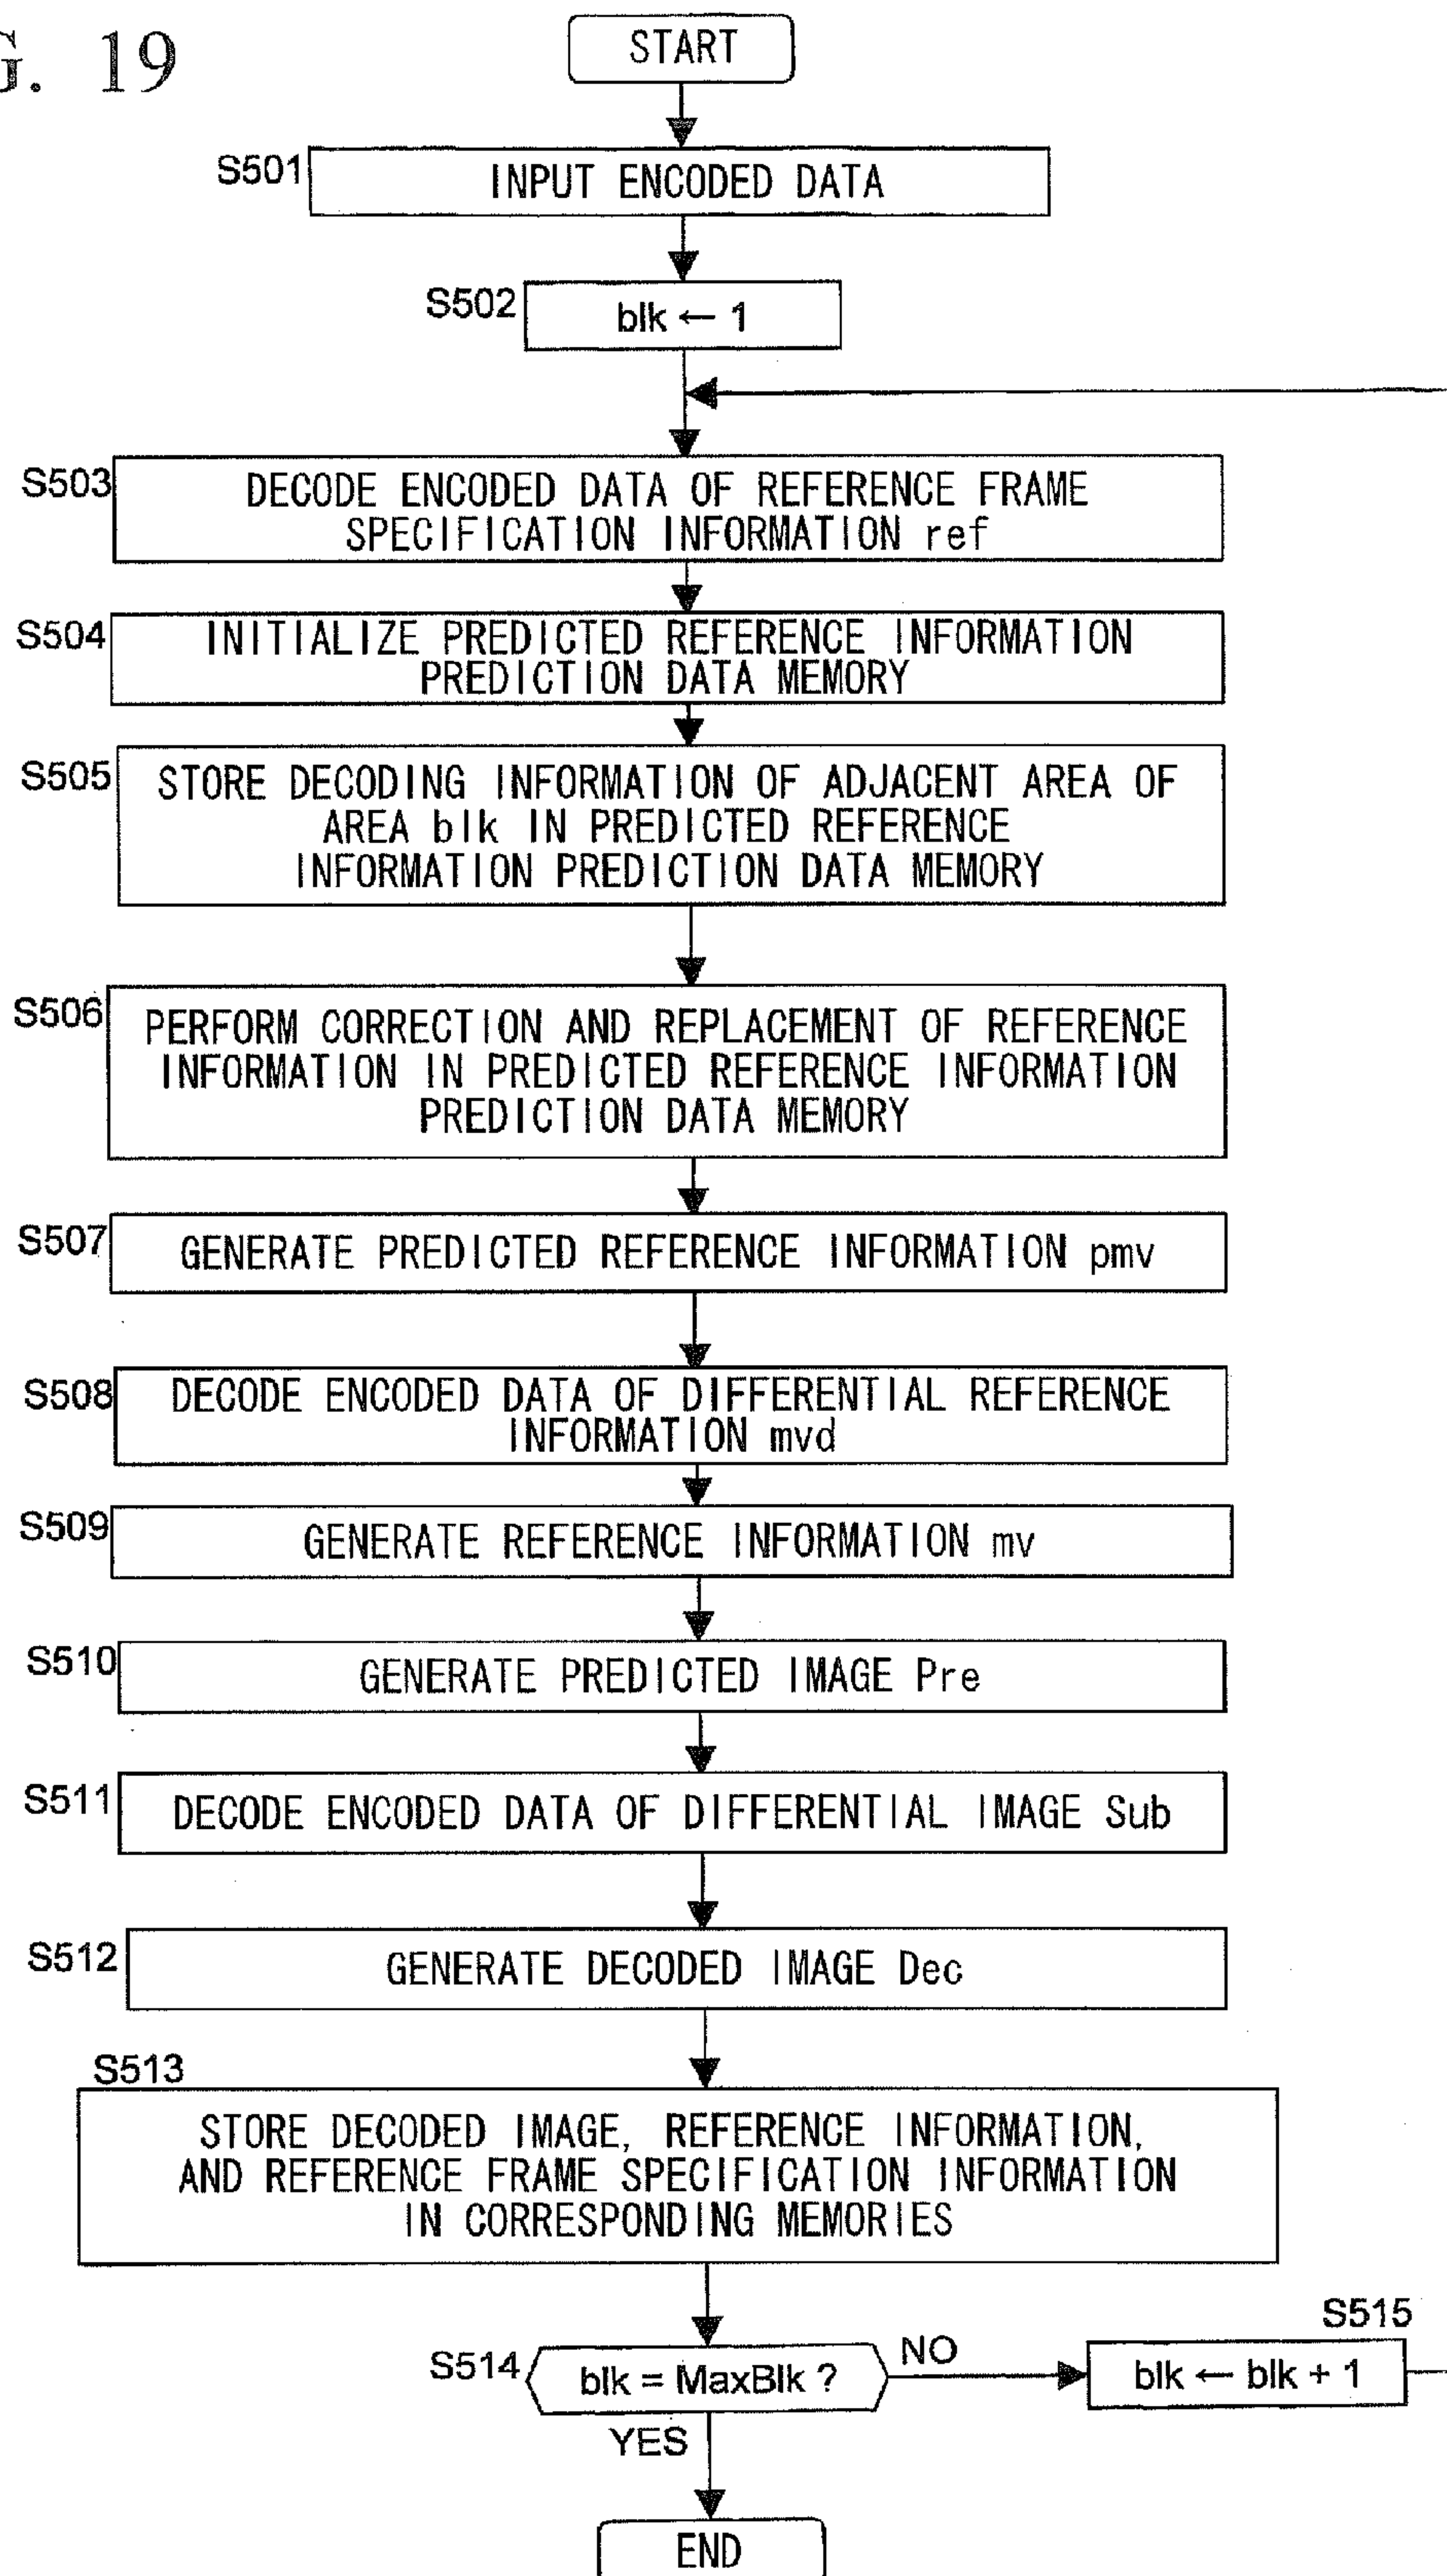 G. 19
START
S501
INPUT ENCODED DATA
S502
blk ← 1
S503
DECODE ENCODED DATA OF REFERENCE FRAME
SPECIFICATION INFORMATION ref
S504
INITIALIZE PREDICTED REFERENCE INFORMATION
PREDICTION DATA MEMORY
S505
STORE DECODING INFORMATION OF ADJACENT AREA OF
AREA blk IN PREDICTED REFERENCE
INFORMATION PREDICTION DATA MEMORY
S506
PERFORM CORRECTION AND REPLACEMENT OF REFERENCE
INFORMATION IN PREDICTED REFERENCE INFORMATION
PREDICTION DATA MEMORY
S507
GENERATE PREDICTED REFERENCE INFORMATION pmv
S508
DECODE ENCODED DATA OF DIFFERENTIAL REFERENCE
INFORMATION mvd
S509
GENERATE REFERENCE INFORMATION mv
S510
GENERATE PREDICTED IMAGE Pre
S511
DECODE ENCODED DATA OF DIFFERENTIAL IMAGE Sub
S512
GENERATE DECODED IMAGE Dec
S513
STORE DECODED IMAGE, REFERENCE INFORMATION,
AND REFERENCE FRAME SPECIFICATION INFORMATION
IN CORRESPONDING MEMORIES
S514
blk = MaxBlk ?
NO
S515
blk ← blk + 1
YES
END